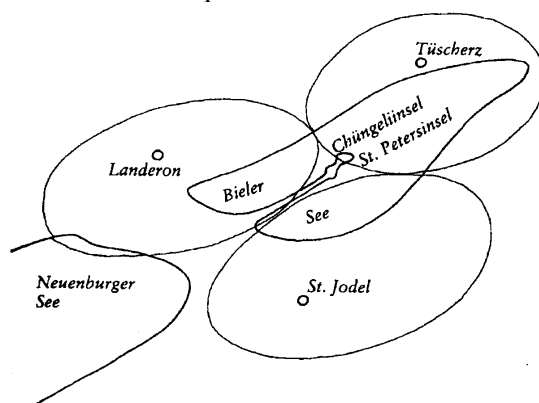 Tüscherz
Chüngeliinsel
St. Petersinsel
Landeron
Bieler
See
Neuenburger
See
St. Jodel